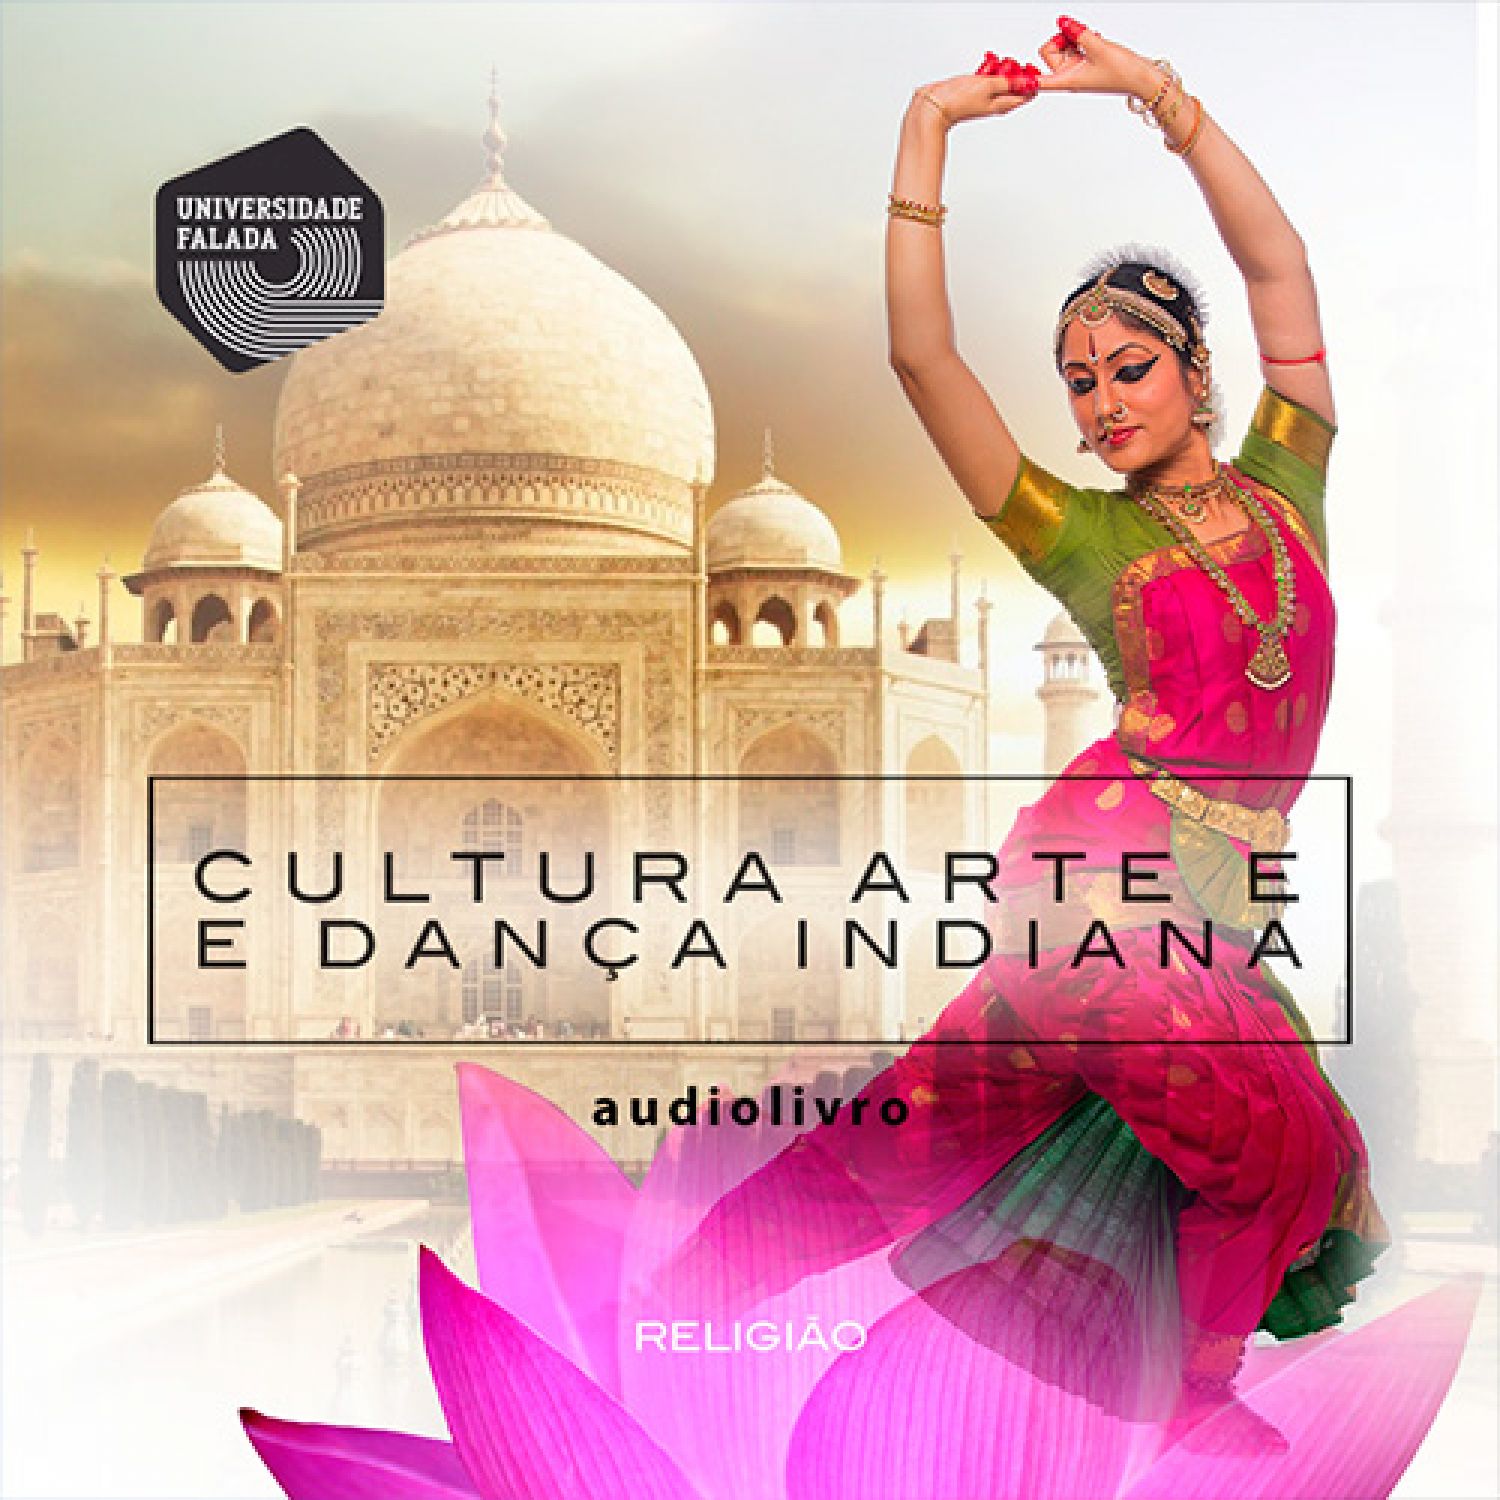 UNIVERSIDADE
FALADA
CULTURA ARTE E
E DANÇA INDIANA
audiolivro
RELIGIÃO